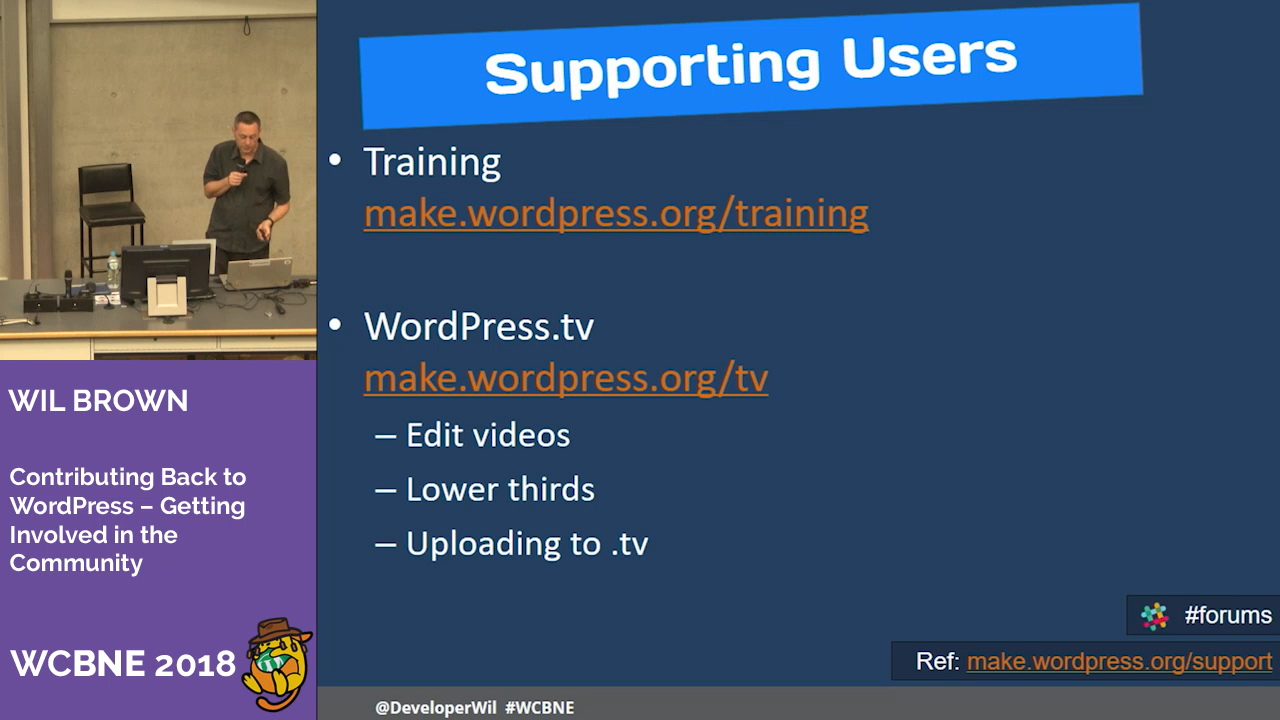 Supporting Users
• Training
make.wordpress.org/training
• WordPress.tv
make.wordpress.org/tv
– Edit videos
– Lower thirds
– Uploading to .tv
#forums
Ref: make.wordpress.org/support
@DeveloperWil #WCBNE
WIL BROWN
Contributing Back to
WordPress – Getting
Involved in the
Community
WCBNE 2018